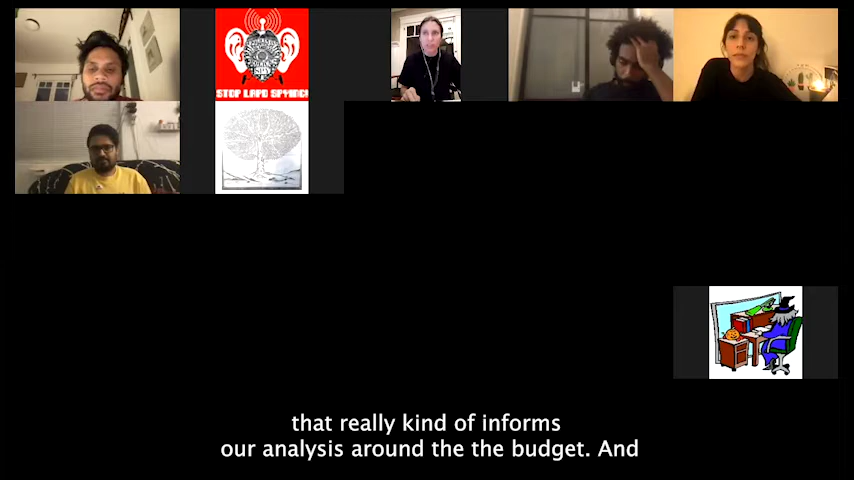 STOP LAPD SPYING!
that really kind of informs
our analysis around the the budget. And